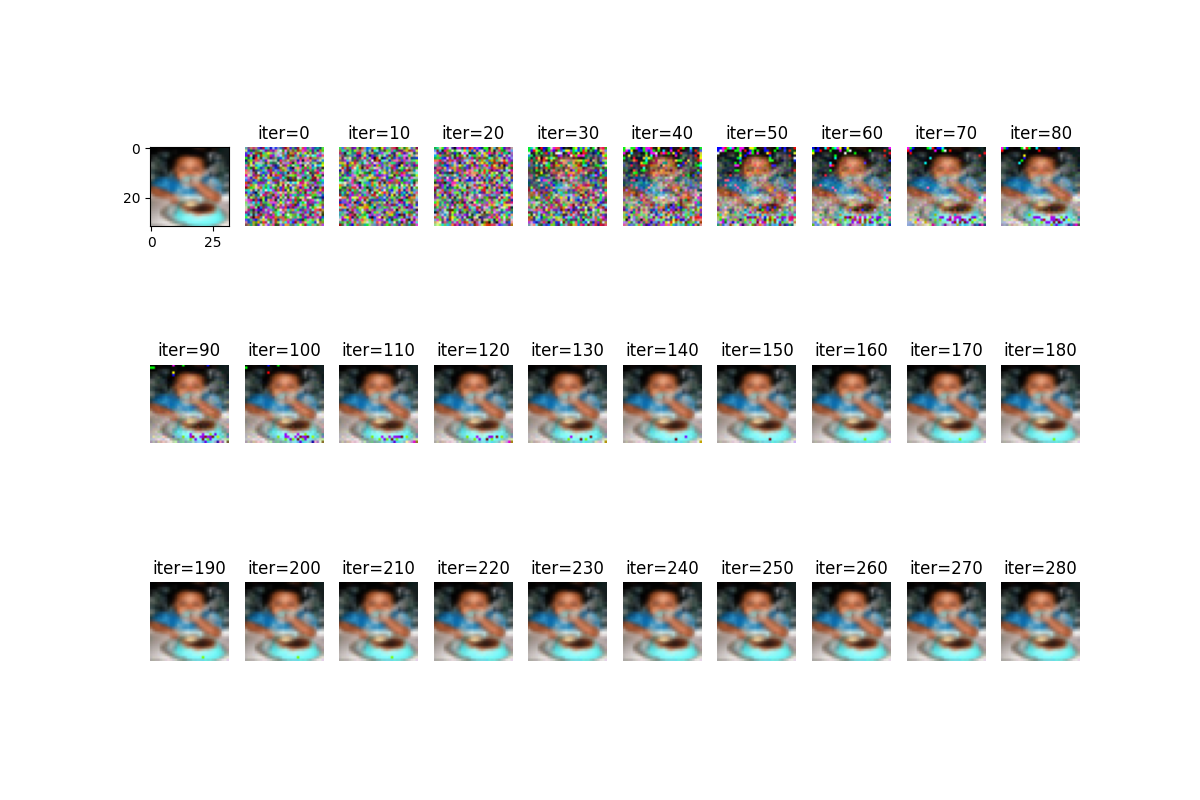 iter=0 iter=10 iter=20 iter=30 iter=40 iter=50 iter=60 iter=70 iter=80
0
20
0 25
iter=90 iter=100 iter=110 iter=120 iter=130 iter=140 iter=150 iter=160 iter=170 iter=180
iter=190 iter=200 iter=210 iter=220 iter=230 iter=240 iter=250 iter=260 iter=270 iter=280